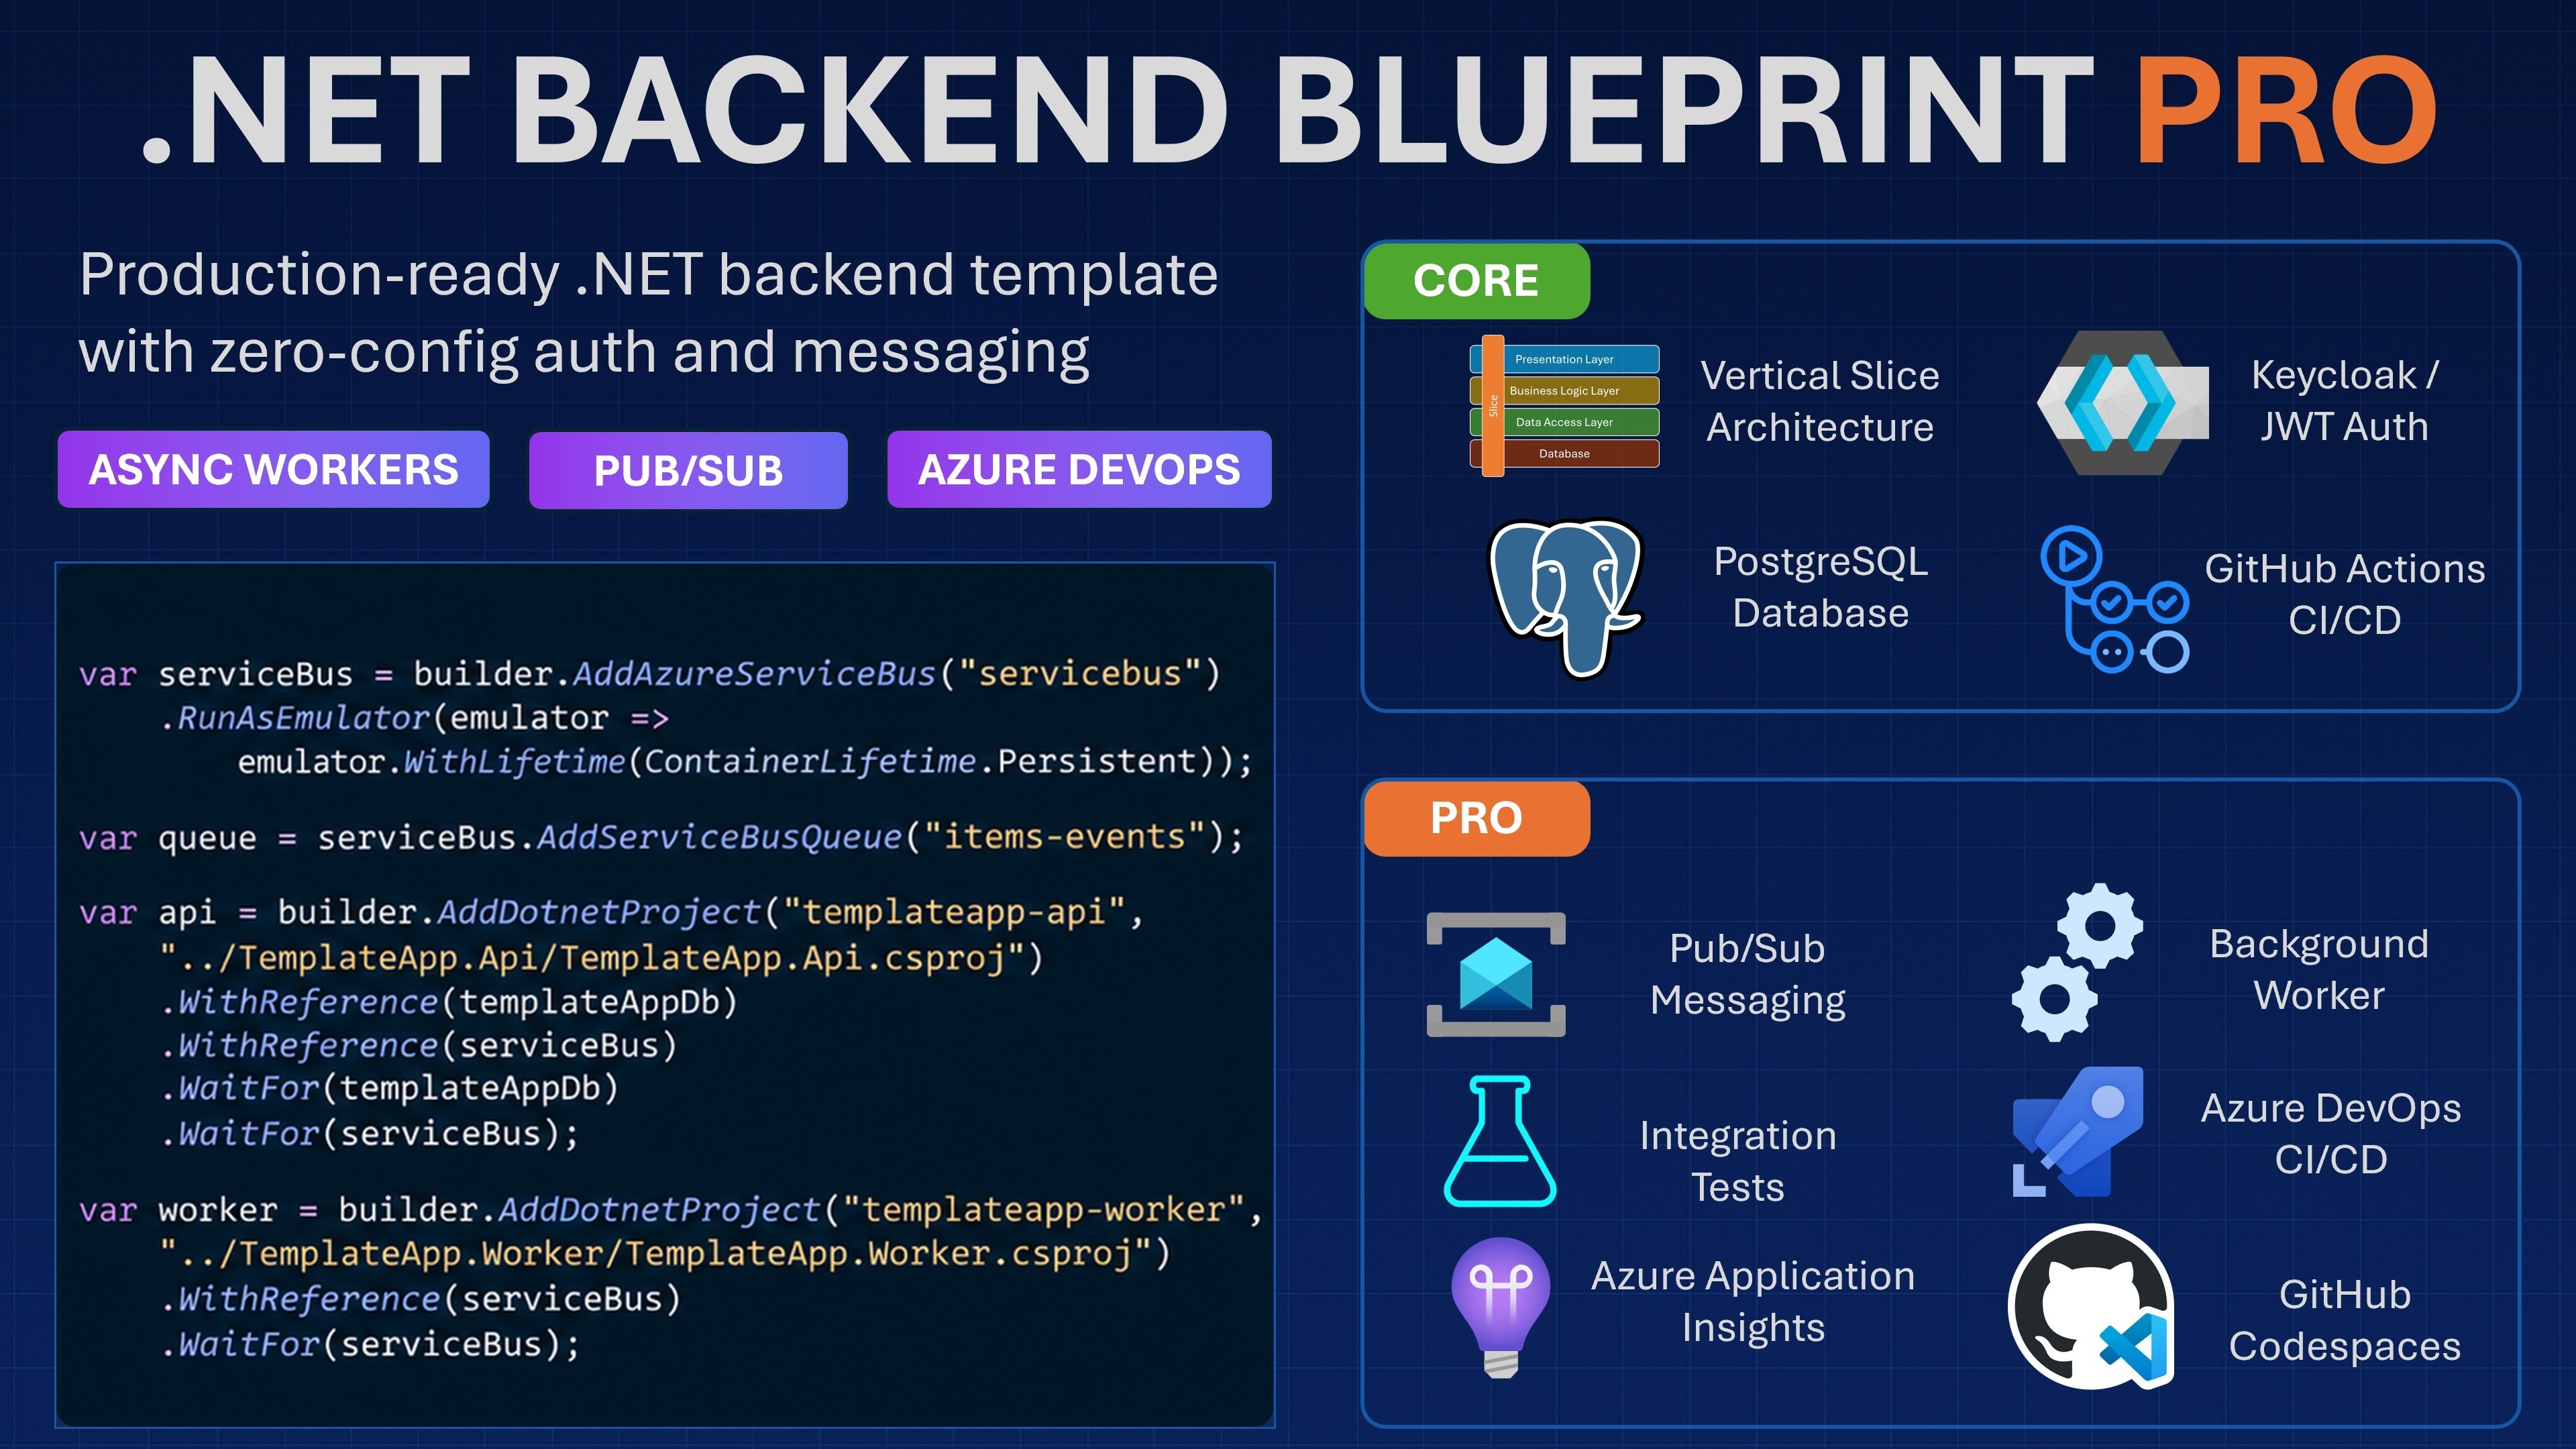 .NET BACKEND BLUEPRINT PRO
Production-ready .NET backend template
with zero-config auth and messaging
ASYNC WORKERS
PUB/SUB
AZURE DEVOPS
var serviceBus = builder.AddAzureServiceBus("servicebus")
    .RunAsEmulator(emulator =>
        emulator.WithLifetime(ContainerLifetime.Persistent));
var queue = serviceBus.AddServiceBusQueue("items-events");
var api = builder.AddDotnetProject("templateapp-api",
    "../TemplateApp.Api/TemplateApp.Api.csproj")
    .WithReference(templateAppDb)
    .WithReference(serviceBus)
    .WaitFor(templateAppDb)
    .WaitFor(serviceBus);
var worker = builder.AddDotnetProject("templateapp-worker",
    "../TemplateApp.Worker/TemplateApp.Worker.csproj")
    .WithReference(serviceBus)
    .WaitFor(serviceBus);
CORE
Slice
Presentation Layer
Business Logic Layer
Data Access Layer
Database
Vertical Slice
Architecture
Keycloak /
JWT Auth
PostgreSQL
Database
GitHub Actions
CI/CD
PRO
Pub/Sub
Messaging
Background
Worker
Integration
Tests
Azure DevOps
CI/CD
Azure Application
Insights
GitHub
Codespaces